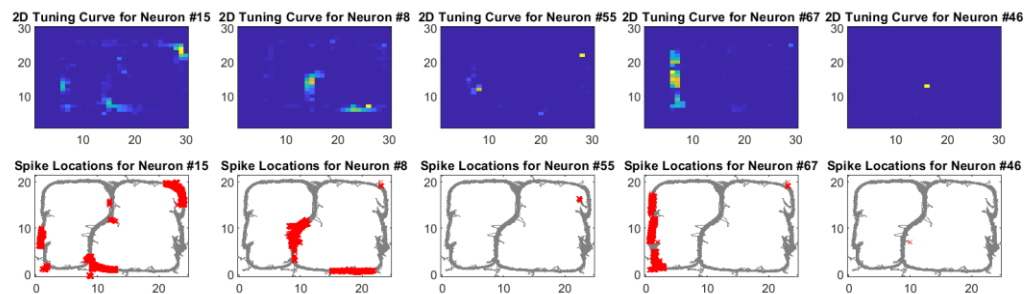 2D Tuning Curve for Neuron #15 2D Tuning Curve for Neuron #8 2D Tuning Curve for Neuron #55 2D Tuning Curve for Neuron #67 2D Tuning Curve for Neuron #46
30 30 30 30 30
20 20 20 20 20
10 10 10 10 10
10 20 30 10 20 30 10 20 30 10 20 30 10 20 30
Spike Locations for Neuron #15 Spike Locations for Neuron #8 Spike Locations for Neuron #55 Spike Locations for Neuron #67 Spike Locations for Neuron #46
20 20 20 20 20
10 10 10 10 10
0 0 0 0 0
0 10 20 0 10 20 0 10 20 0 10 20 0 10 20